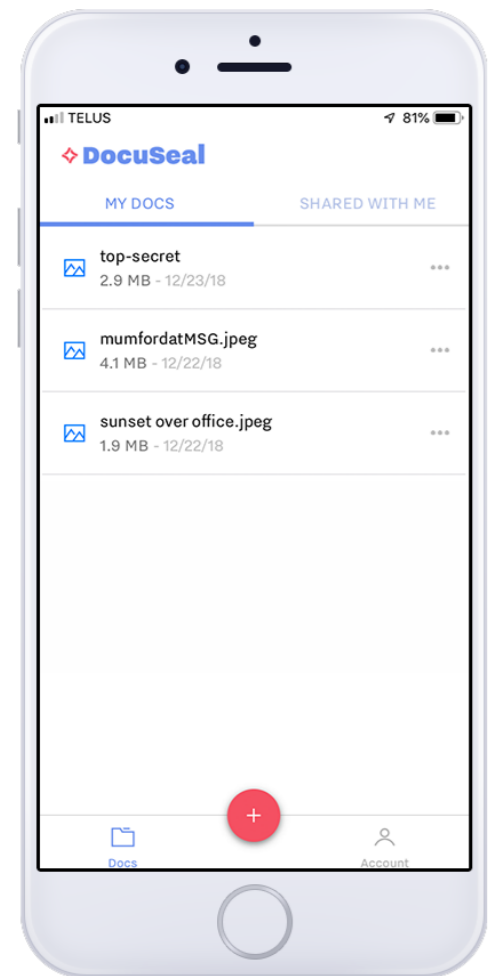 TELUS
81%
DocuSeal
MY DOCS
SHARED WITH ME
top-secret
2.9 MB - 12/23/18
mumfordatMSG.jpeg
4.1 MB - 12/22/18
sunset over office.jpeg
1.9 MB - 12/22/18
+
Docs
Account